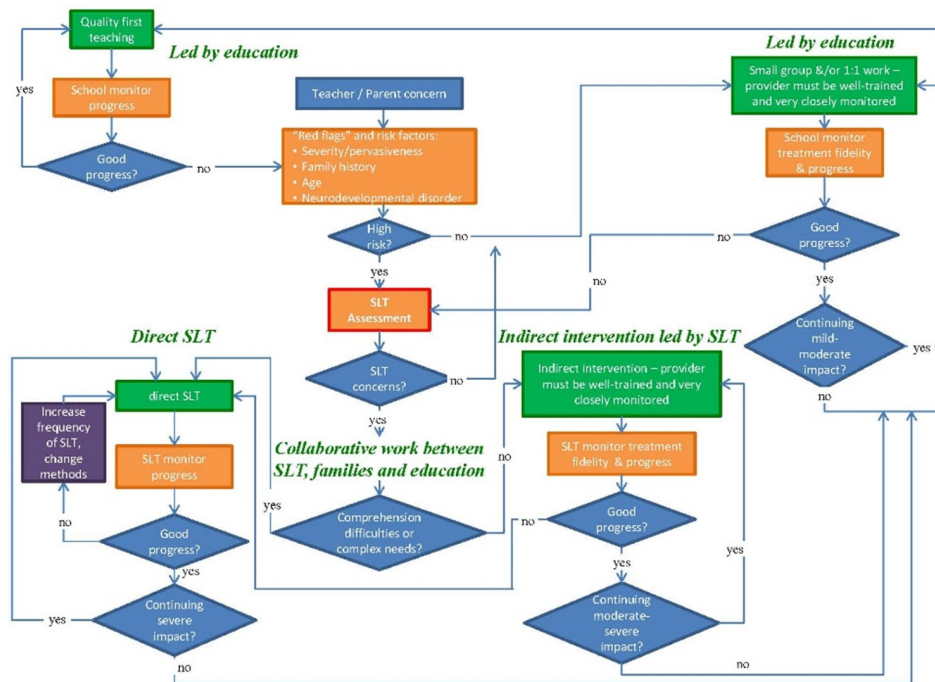 Quality first
teaching
Led by education
yes
School monitor
progress
Good
progress?
no
Teacher / Parent concern
"Red flags" and risk factors:
• Severity/pervasiveness
• Family history
• Age
• Neurodevelopmental disorder
High
risk?
no
yes
SLT
Assessment
SLT
concerns?
no
yes
Led by education
Small group &/or 1:1 work –
provider must be well-trained
and very closely monitored
School monitor
treatment fidelity
& progress
Good
progress?
no
yes
no
Continuing
mild-
moderate
impact?
yes
no
Direct SLT
direct SLT
Increase
frequency
of SLT,
change
methods
SLT monitor
progress
no
Good
progress?
yes
Continuing
severe
impact?
yes
no
Collaborative work between
SLT, families and education
yes
Comprehension
difficulties or
complex needs?
no
Indirect intervention led by SLT
Indirect intervention – provider
must be well-trained and very
closely monitored
SLT monitor treatment
fidelity & progress
no
Good
progress?
yes
yes
Continuing
moderate-
severe
impact?
no